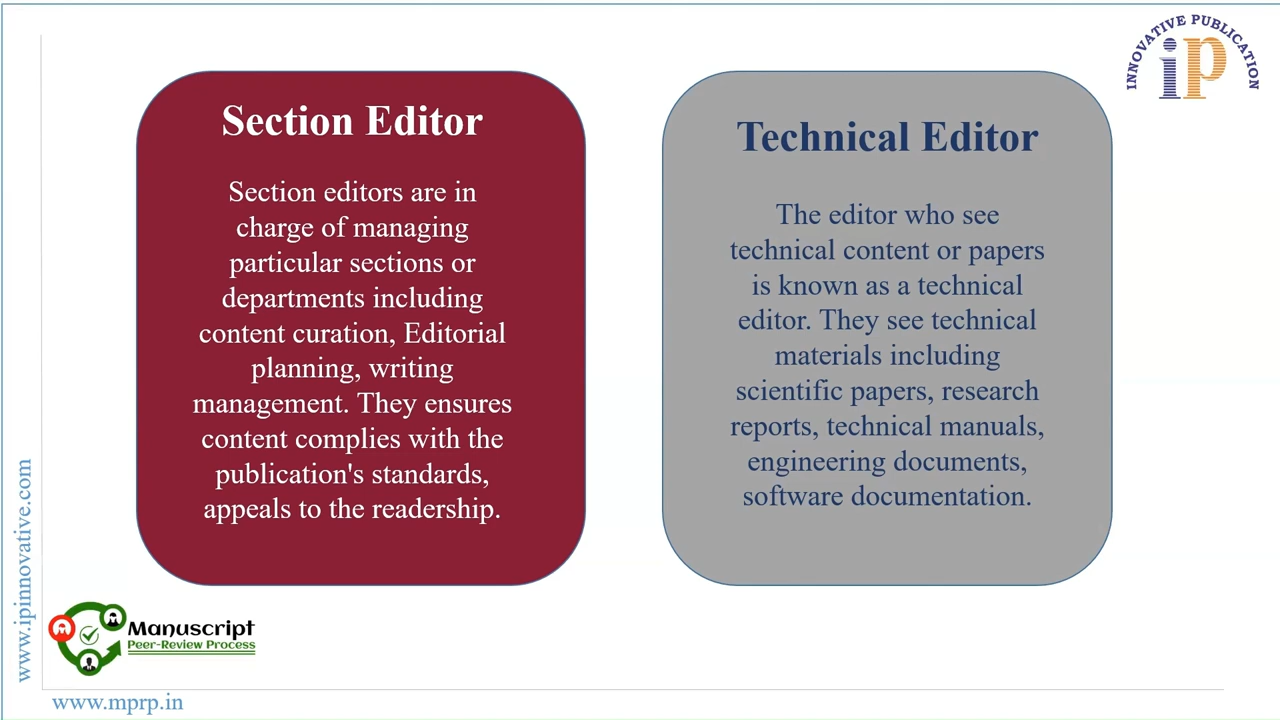 INNOVATIVE PUBLICATION
iP
Section Editor
Section editors are in
charge of managing
particular sections or
departments including
content curation, Editorial
planning, writing
management. They ensures
content complies with the
publication's standards,
appeals to the readership.
Technical Editor
The editor who see
technical content or papers
is known as a technical
editor. They see technical
materials including
scientific papers, research
reports, technical manuals,
engineering documents,
software documentation.
www.ipinnovative.com
Manuscript
Peer-Review Process
www.mprp.in